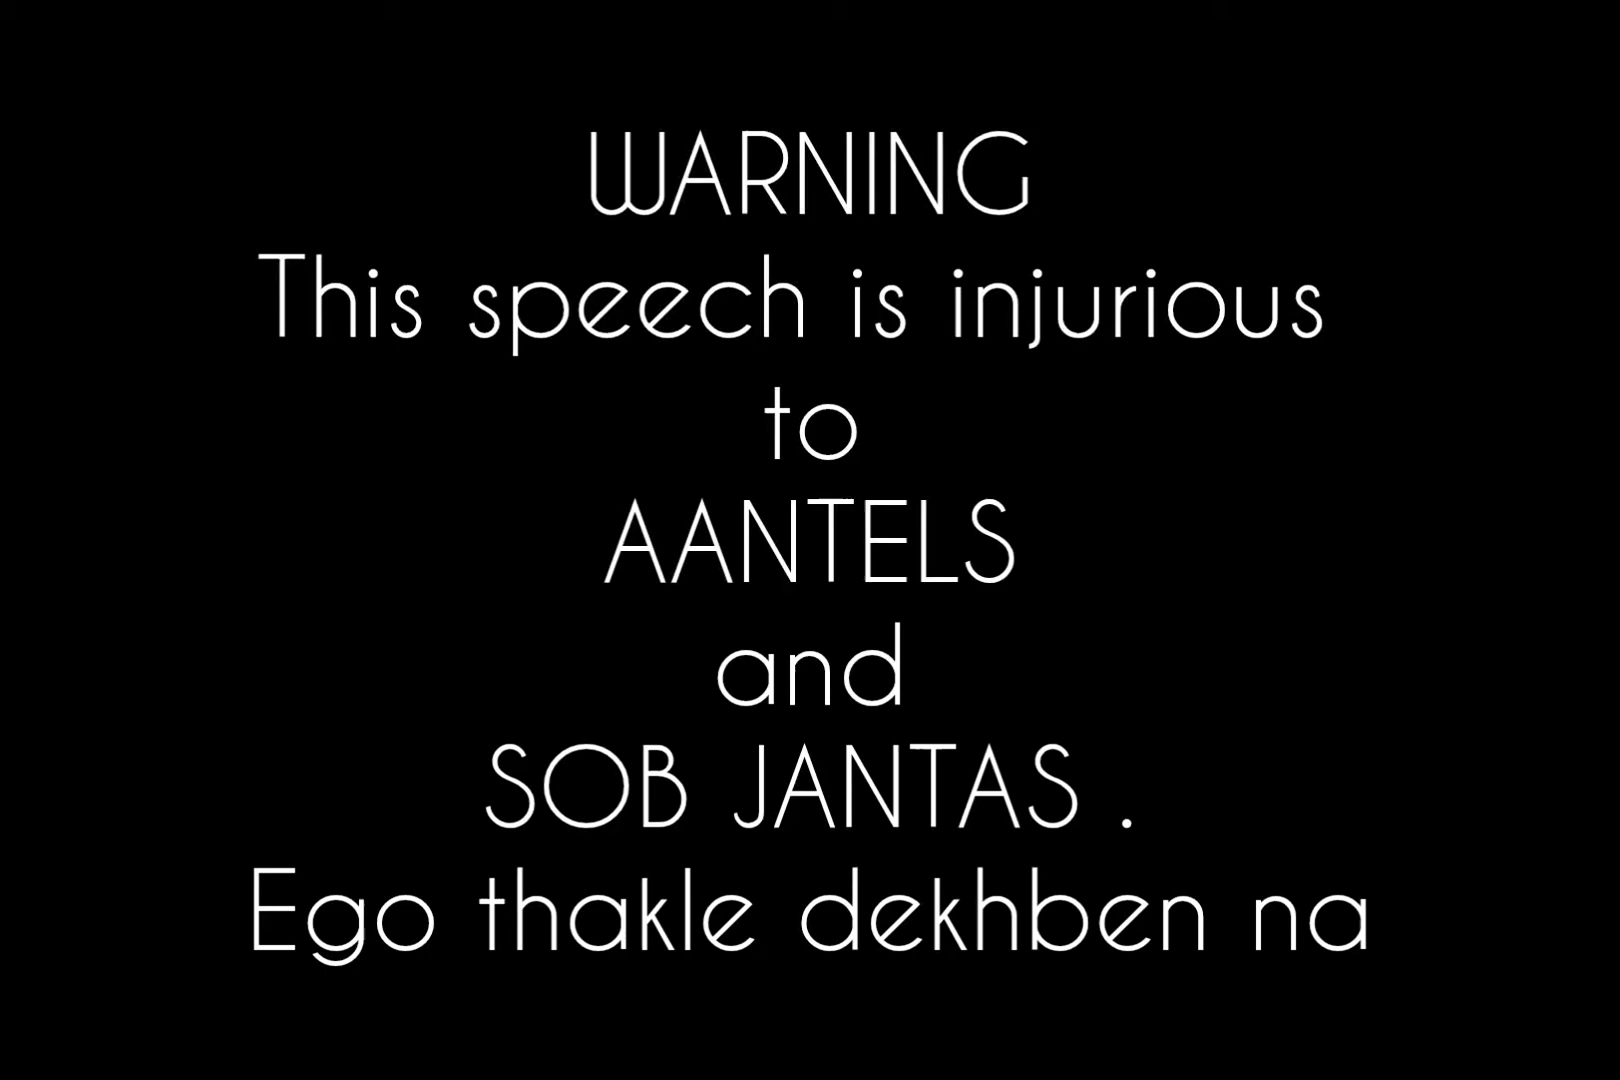 WARNING
This speech is injurious
to
AANTELS
and
SOB JANTAS .
Ego thakle dekhben na